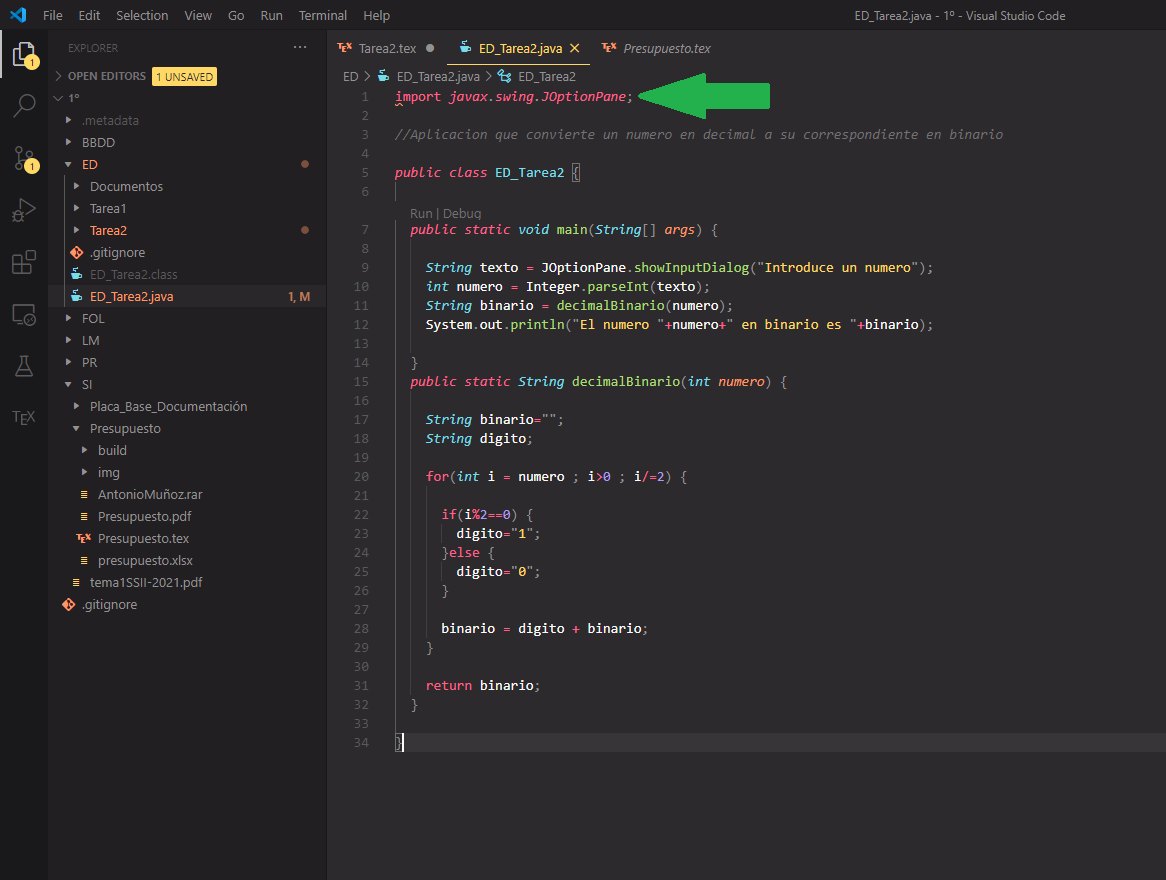 File Edit Selection View Go Run Terminal Help ED_Tarea2.java - 1º - Visual Studio Code
EXPLORER ···
OPEN EDITORS 1 UNSAVED
1º
.metadata
BBDD
ED
Documentos
Tarea1
Tarea2
.gitignore
ED_Tarea2.class
ED_Tarea2.java 1, M
FOL
LM
PR
SI
Placa_Base_Documentación
Presupuesto
build
img
AntonioMuñoz.rar
Presupuesto.pdf
TEX Presupuesto.tex
presupuesto.xlsx
tema1SSII-2021.pdf
.gitignore
1
1
TEX
TEX Tarea2.tex ED_Tarea2.java TEX Presupuesto.tex
ED > ED_Tarea2.java > ED_Tarea2
1 import javax.swing.JOptionPane;
2
3 //Aplicacion que convierte un numero en decimal a su correspondiente en binario
4
5 public class ED_Tarea2 {
6
Run | Debug
7 public static void main(String[] args) {
8
9 String texto = JOptionPane.showInputDialog("Introduce un numero");
10 int numero = Integer.parseInt(texto);
11 String binario = decimalBinario(numero);
12 System.out.println("El numero "+numero+" en binario es "+binario);
13
14 }
15 public static String decimalBinario(int numero) {
16
17 String binario="";
18 String digito;
19
20 for(int i = numero ; i>0 ; i/=2) {
21
22 if(i%2==0) {
23 digito="1";
24 }else {
25 digito="0";
26 }
27
28 binario = digito + binario;
29 }
30
31 return binario;
32 }
33
34 }